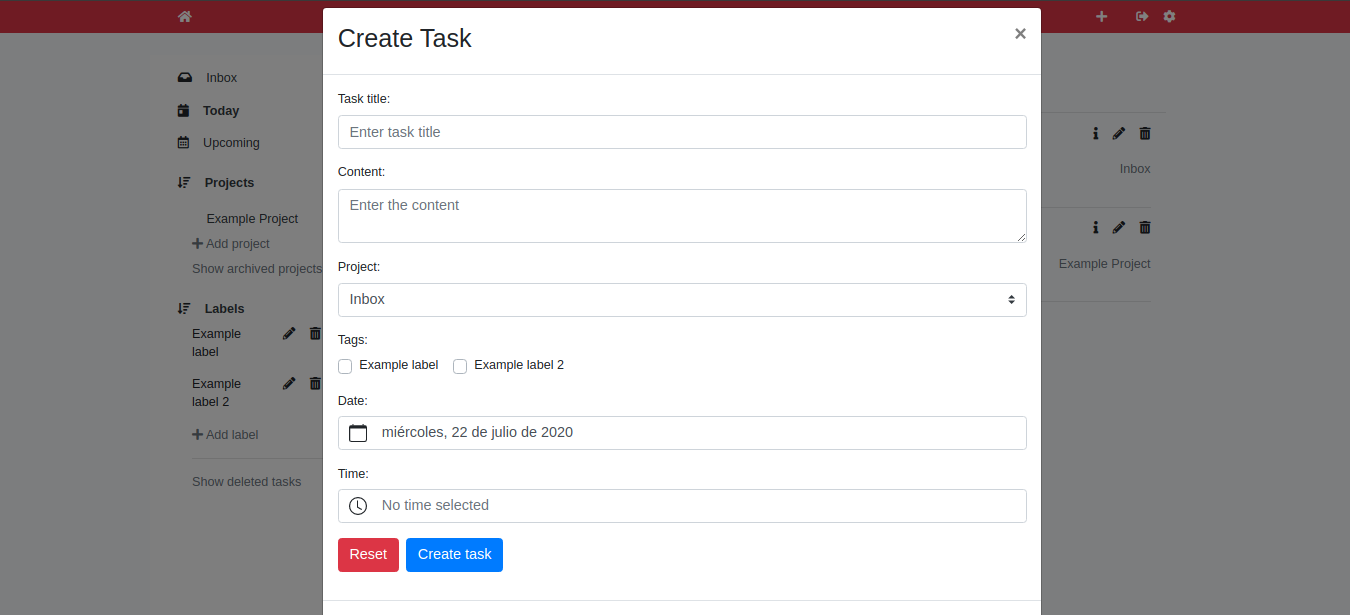 Create Task
×
Inbox
Today
Upcoming
Projects
Example Project
Add project
Show archived projects
Labels
Example
label
Example
label 2
Add label
Show deleted tasks
Task title:
Enter task title
Content:
Enter the content
Project:
Inbox
Tags:
Example label
Example label 2
Date:
miércoles, 22 de julio de 2020
Time:
No time selected
Reset
Create task
Inbox
Example Project